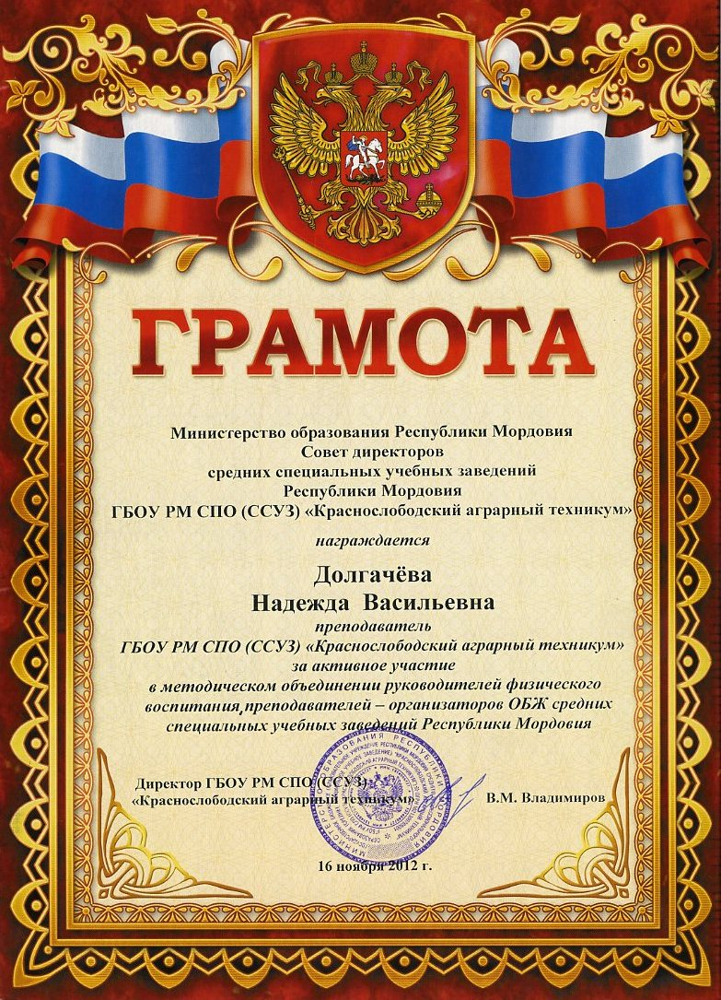 ГРАМОТА
Министерство образования Республики Мордовия
Совет директоров
средних специальных учебных заведений
Республики Мордовия
ГБОУ РМ СПО (ССУЗ) «Краснослободский аграрный техникум»
награждается
Долгачёва
Надежда Васильевна
преподаватель
ГБОУ РМ СПО (ССУЗ) «Краснослободский аграрный техникум»
за активное участие
в методическом объединении руководителей физического
воспитания,преподавателей – организаторов ОБЖ средних
специальных учебных заведений Республики Мордовия
Директор ГБОУ РМ СПО (ССУЗ)
«Краснослободский аграрный техникум»
В.М. Владимиров
16 ноября 2012 г.